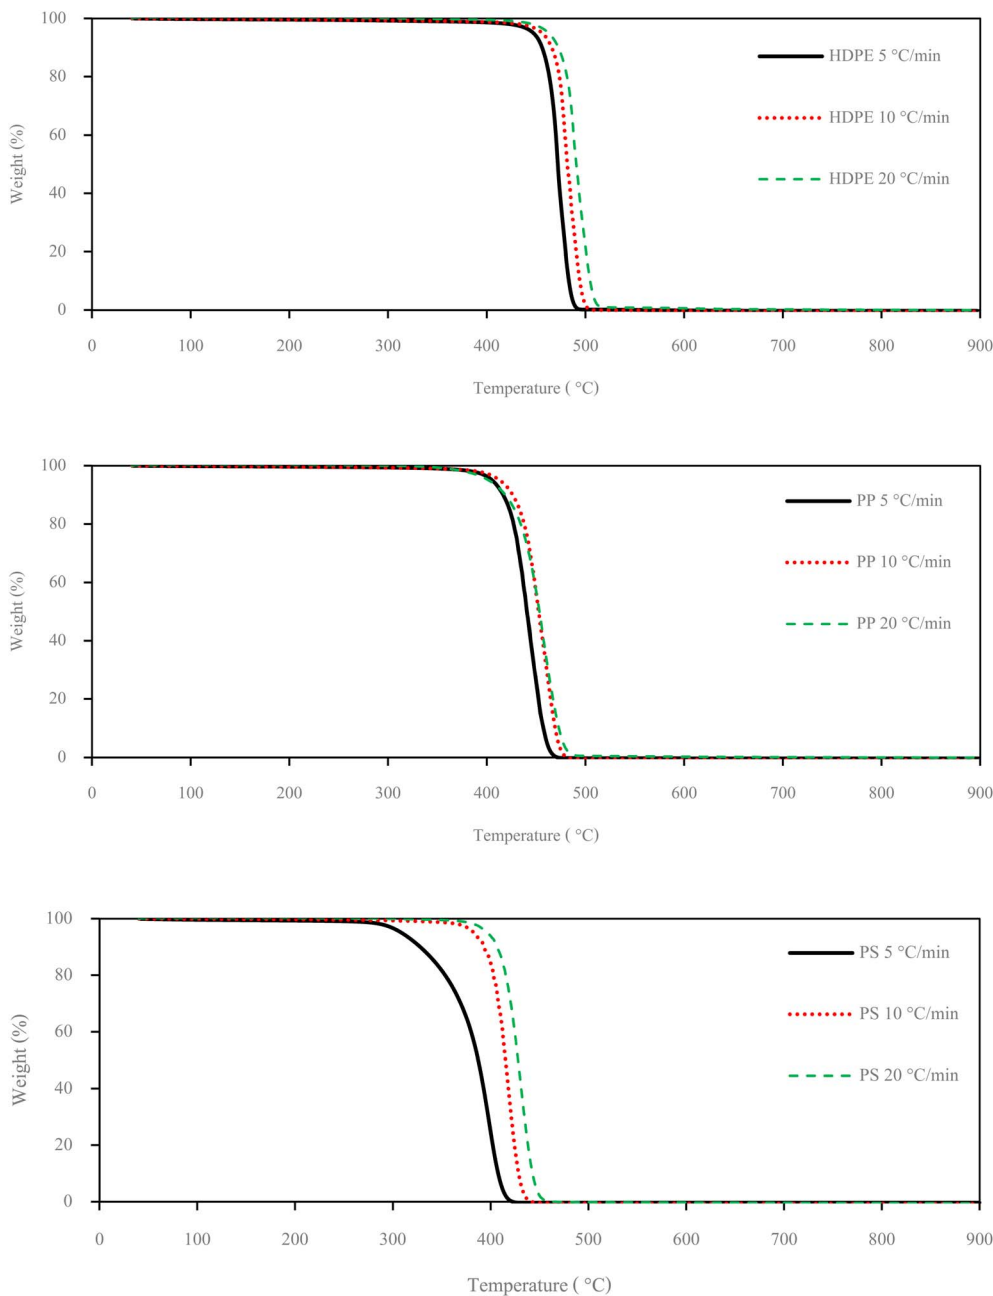 100
80
60
40
20
0
Weight (%)
HDPE 5 °C/min
HDPE 10 °C/min
HDPE 20 °C/min
0 100 200 300 400 500 600 700 800 900
Temperature ( °C)
100
80
60
40
20
0
Weight (%)
PP 5 °C/min
PP 10 °C/min
PP 20 °C/min
0 100 200 300 400 500 600 700 800 900
Temperature ( °C)
100
80
60
40
20
0
Weight (%)
PS 5 °C/min
PS 10 °C/min
PS 20 °C/min
0 100 200 300 400 500 600 700 800 900
Temperature ( °C)